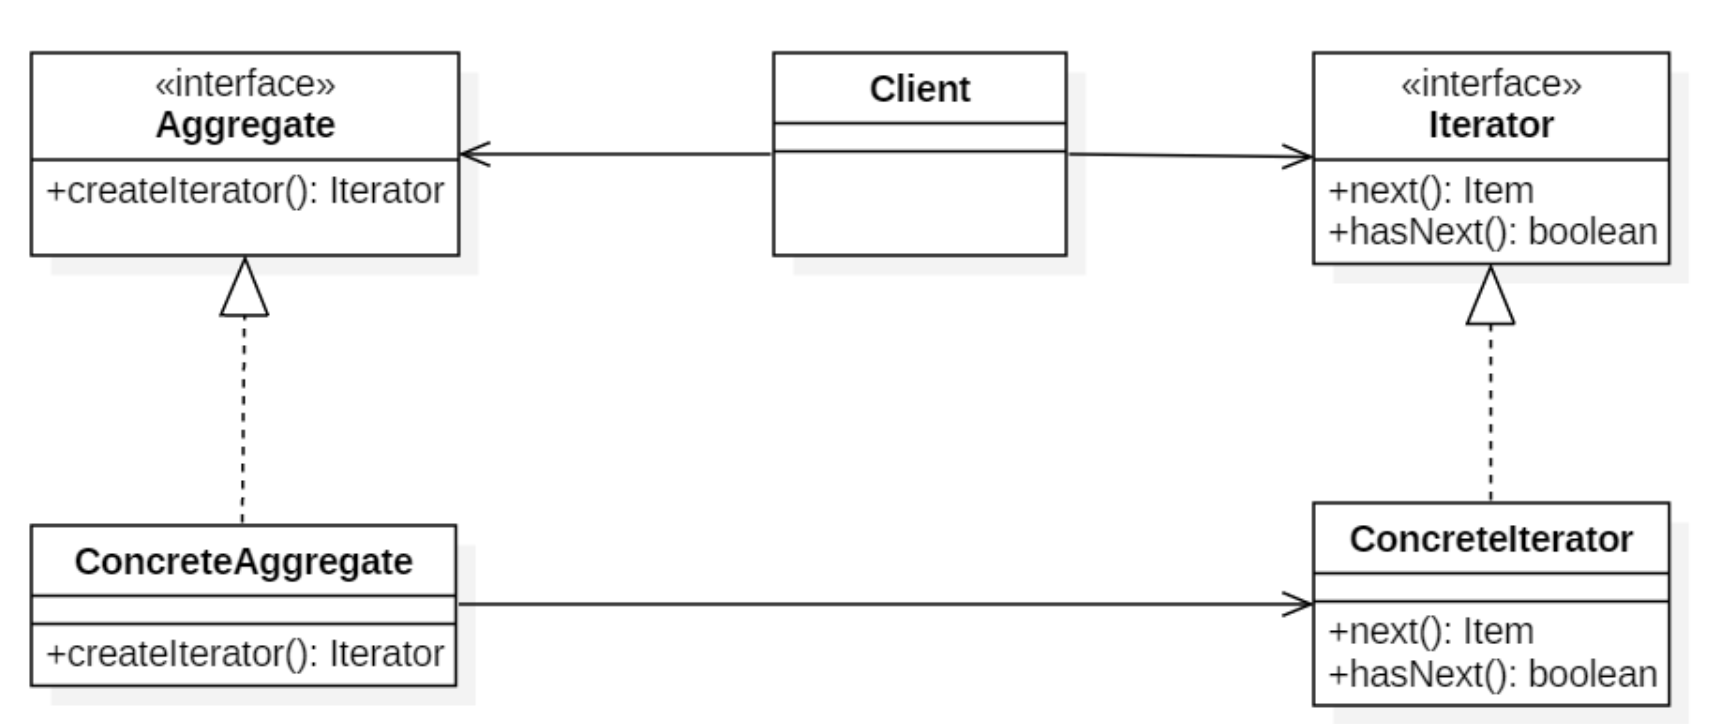 «interface»
Aggregate
+createIterator(): Iterator
Client
«interface»
Iterator
+next(): Item
+hasNext(): boolean
ConcreteAggregate
+createIterator(): Iterator
ConcreteIterator
+next(): Item
+hasNext(): boolean